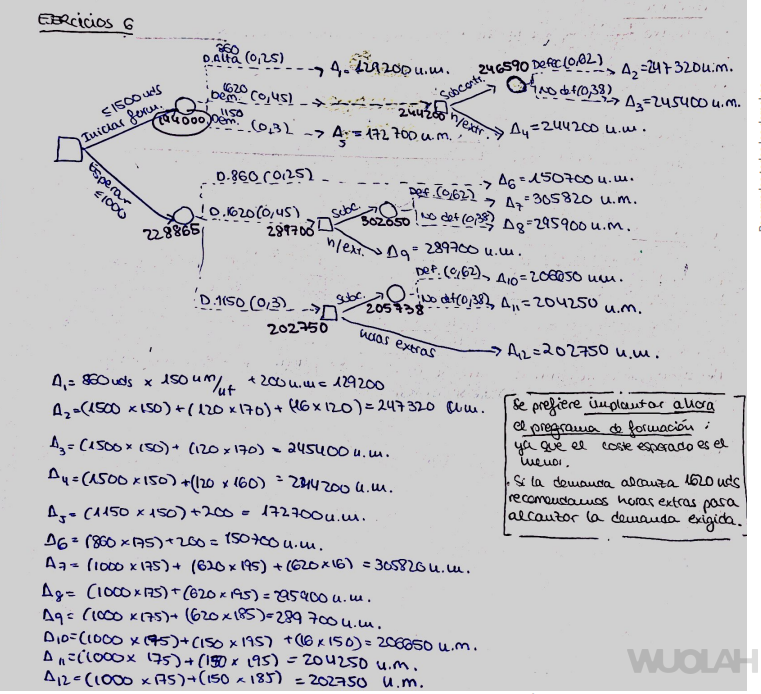 EJERcicios 6
860
D.Alta (0,25) → Δ₁ = 129200 u.m.
246590 Defec (0,62) → Δ₂ = 247320 u.m.
Subcontr.
no def (0,38) → Δ₃ = 245400 u.m.
≤1500 uds
Iniciar form.
1620
Dem. (0,45)
244200
h/extr. → Δ₄ = 244200 u.m.
194000
1150
Dem. (0,3) → Δ₅ = 172700 u.m.
Esperar
≤1000
D.860 (0,25) → Δ6 = 150700 u.m.
Def. (0,62) → Δ₇ = 305820 u.m.
D.1620 (0,45)
subc.
302050
No def (0,38) → Δ8 = 295900 u.m.
228865
289700
h/ext. → Δ9 = 289700 u.m.
Def. (0,62) → Δ10 = 206650 u.m.
D.1150 (0,3)
subc.
205738
No def (0,38) → Δ11 = 204250 u.m.
202750
horas extras → Δ12 = 202750 u.m.
Δ₁ = 860 uds × 150 um/ut + 200 u.m = 129200
Δ₂ = (1500 × 150) + (120 × 170) + (16 × 120) = 247320 u.m.
Δ₃ = (1500 × 150) + (120 × 170) = 245400 u.m.
Δ₄ = (1500 × 150) + (120 × 160) = 244200 u.m.
Δ₅ = (1150 × 150) + 200 = 172700 u.m.
Δ6 = (860 × 175) + 200 = 150700 u.m.
Δ7 = (1000 × 175) + (620 × 195) + (620 × 16) = 305820 u.m.
Δ8 = (1000 × 175) + (620 × 195) = 295900 u.m.
Δ9 = (1000 × 175) + (620 × 185) = 289700 u.m.
Δ10 = (1000 × 175) + (150 × 195) + (16 × 150) = 206650 u.m.
Δ11 = (1000 × 175) + (150 × 195) = 204250 u.m.
Δ12 = (1000 × 175) + (150 × 185) = 202750 u.m.
Se prefiere implantar ahora
el programa de formación;
ya que el coste esperado es el
menor.
. Si la demanda alcanza 1620 uds
recomendamos horas extras para
alcanzar la demanda exigida.
WUOLAH